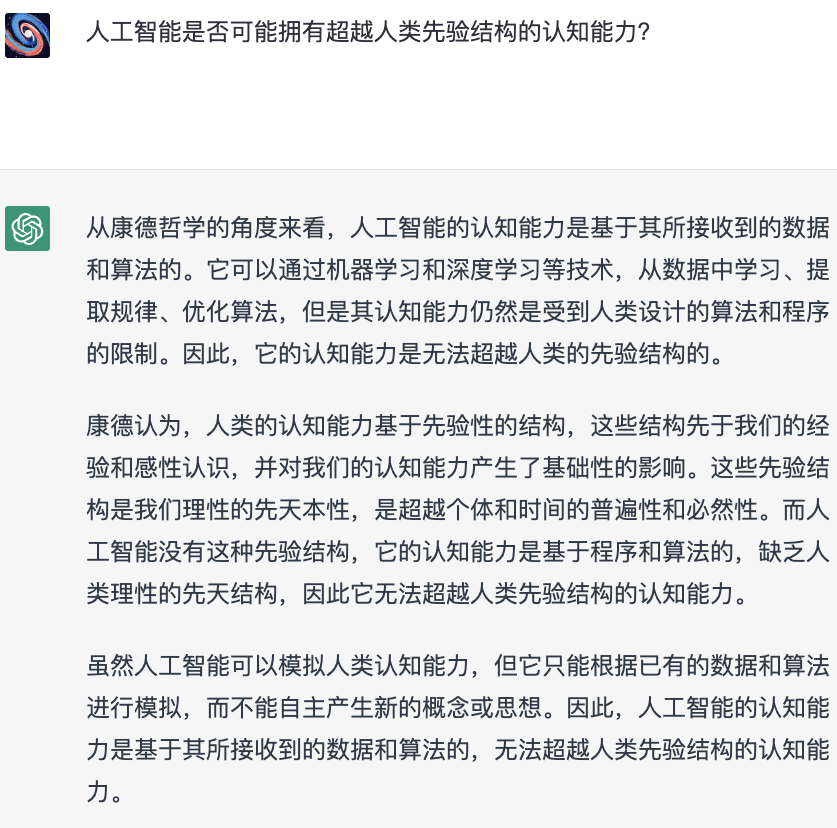 人工智能是否可能拥有超越人类先验结构的认知能力?
从康德哲学的角度来看，人工智能的认知能力是基于其所接收到的数据
和算法的。它可以通过机器学习和深度学习等技术，从数据中学习、提
取规律、优化算法，但是其认知能力仍然是受到人类设计的算法和程序
的限制。因此，它的认知能力是无法超越人类的先验结构的。
康德认为，人类的认知能力基于先验性的结构，这些结构先于我们的经
验和感性认识，并对我们的认知能力产生了基础性的影响。这些先验结
构是我们理性的先天本性，是超越个体和时间的普遍性和必然性。而人
工智能没有这种先验结构，它的认知能力是基于程序和算法的，缺乏人
类理性的先天结构，因此它无法超越人类先验结构的认知能力。
虽然人工智能可以模拟人类认知能力，但它只能根据已有的数据和算法
进行模拟，而不能自主产生新的概念或思想。因此，人工智能的认知能
力是基于其所接收到的数据和算法的，无法超越人类先验结构的认知能
力。